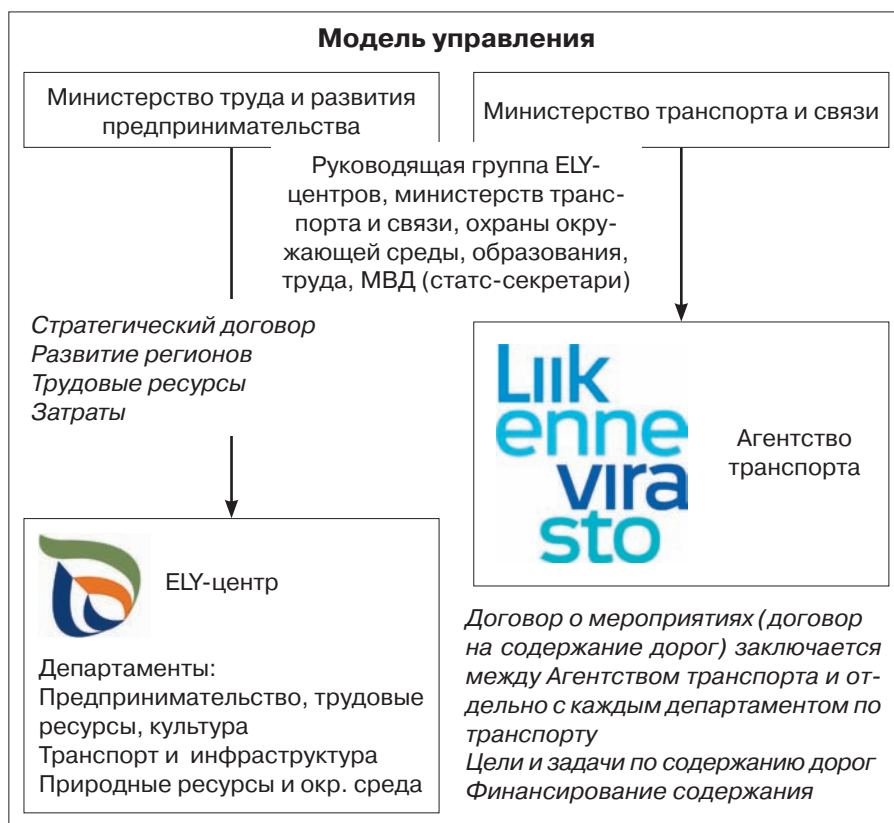 Модель управления
Министерство труда и развития
предпринимательства
Министерство транспорта и связи
Руководящая группа ELY-
центров, министерств транс-
порта и связи, охраны окру-
жающей среды, образования,
труда, МВД (статс-секретари)
Стратегический договор
Развитие регионов
Трудовые ресурсы
Затраты
Liik
enne
vira
sto
Агентство
транспорта
ELY-центр
Департаменты:
Предпринимательство, трудовые
ресурсы, культура
Транспорт и инфраструктура
Природные ресурсы и окр. среда
Договор о мероприятиях (договор
на содержание дорог) заключается
между Агентством транспорта и от-
дельно с каждым департаментом по
транспорту
Цели и задачи по содержанию дорог
Финансирование содержания